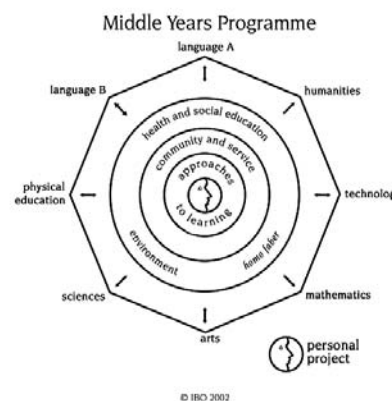 Middle Years Programme
language A
language B
humanities
health and social education
community and service
approaches
to learning
physical
education
technolog
environment
homo faber
sciences
mathematics
arts
personal
project
© IBO 2002